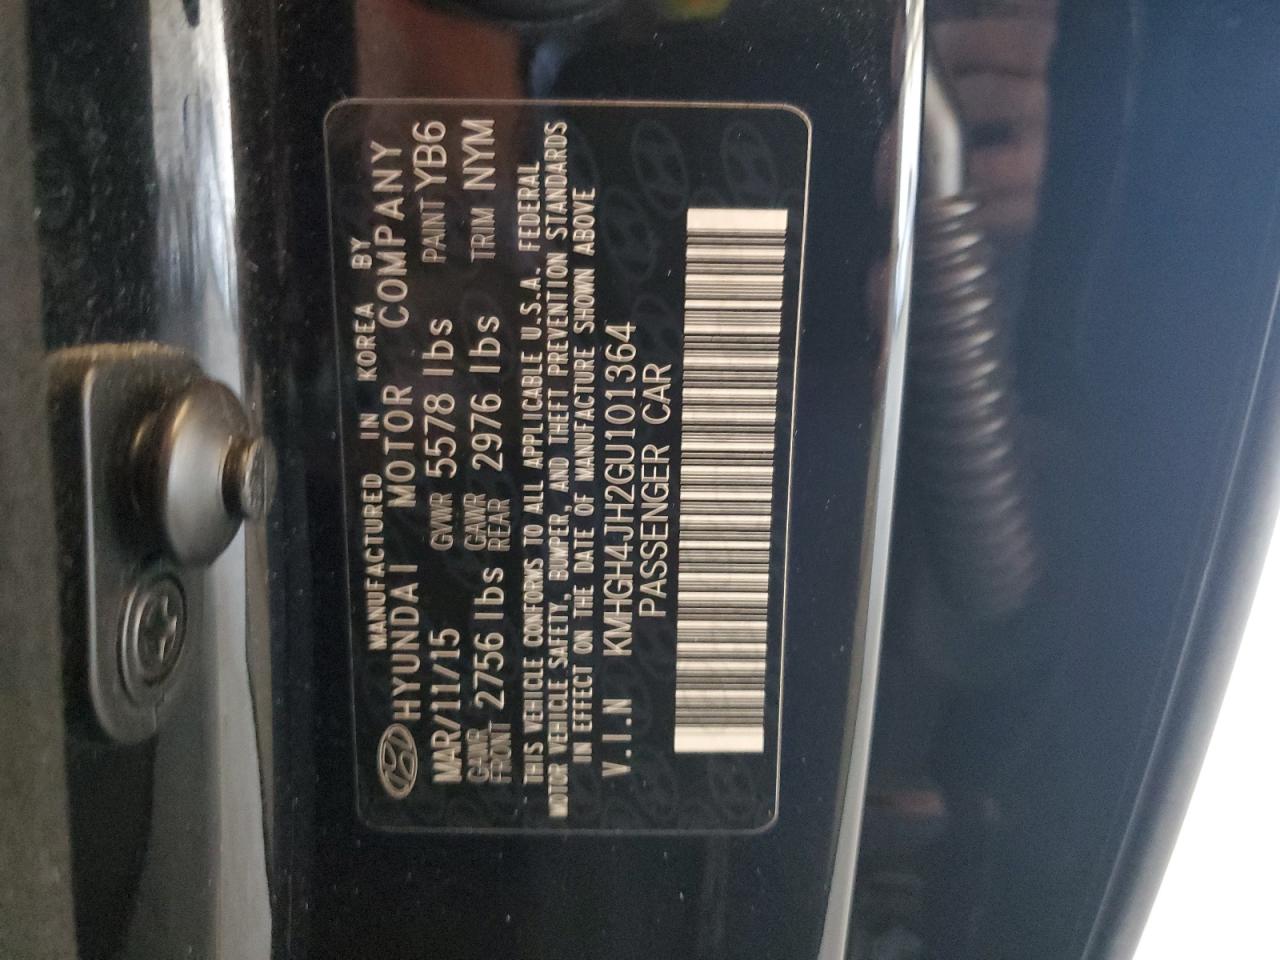 MANUFACTURED IN KOREA BY
HYUNDAI MOTOR COMPANY
MAR/11/15 GVWR 5578 lbs PAINT YB6
GAWR FRONT 2756 lbs GAWR REAR 2976 lbs TRIM NYM
THIS VEHICLE CONFORMS TO ALL APPLICABLE U.S.A. FEDERAL
MOTOR VEHICLE SAFETY, BUMPER, AND THEFT PREVENTION STANDARDS
IN EFFECT ON THE DATE OF MANUFACTURE SHOWN ABOVE
V.I.N KMHGH4JH2GU101364
PASSENGER CAR